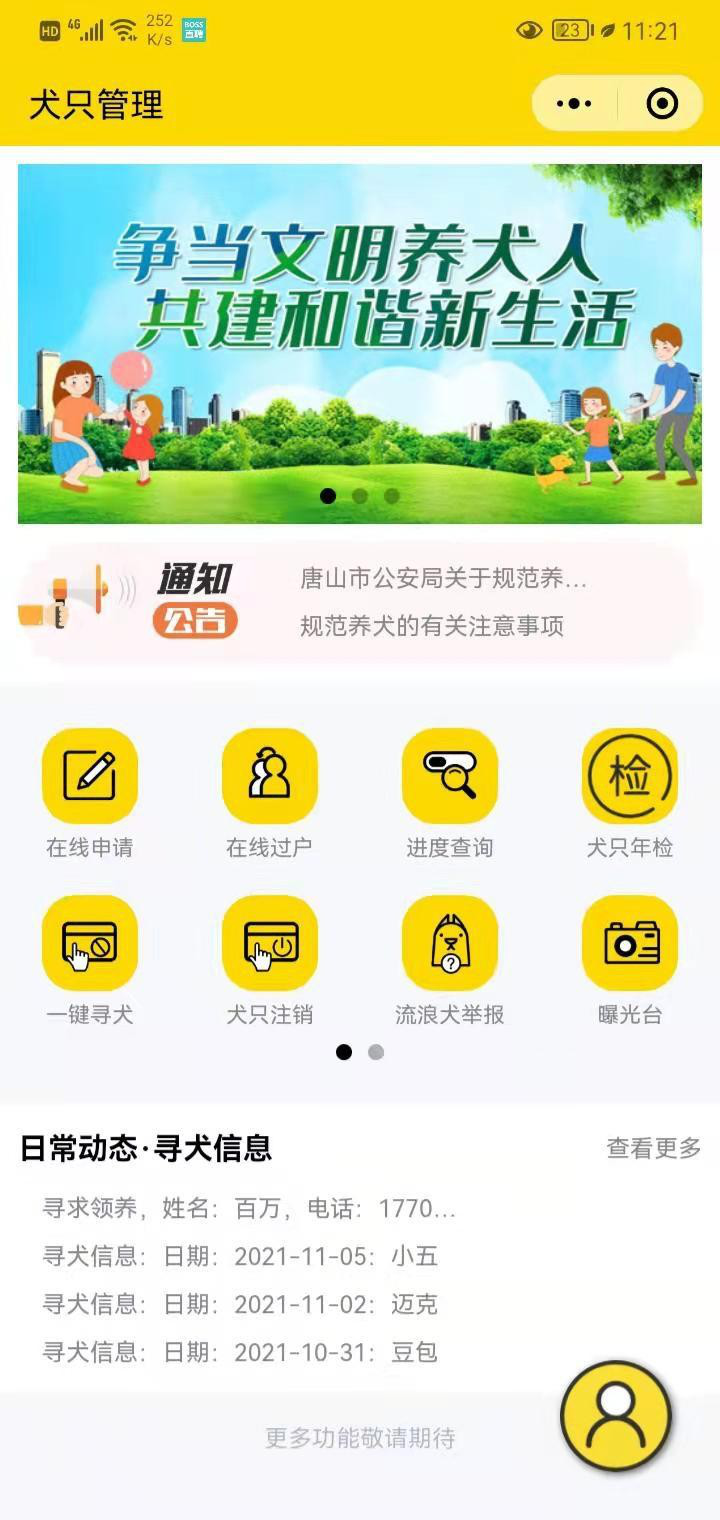 HD 4G 252 K/s BOSS直聘 23 11:21
犬只管理
争当文明养犬人
共建和谐新生活
通知 唐山市公安局关于规范养...
公告 规范养犬的有关注意事项
检
在线申请 在线过户 进度查询 犬只年检
?
一键寻犬 犬只注销 流浪犬举报 曝光台
日常动态·寻犬信息 查看更多
寻求领养，姓名：百万，电话：1770...
寻犬信息：日期：2021-11-05：小五
寻犬信息：日期：2021-11-02：迈克
寻犬信息：日期：2021-10-31：豆包
更多功能敬请期待